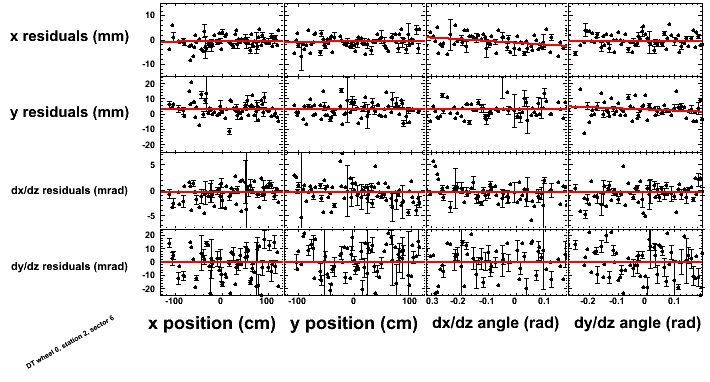 x residuals (mm)
10
0
-10
y residuals (mm)
20
10
0
-10
-20
dx/dz residuals (mrad)
5
0
-5
dy/dz residuals (mrad)
20
10
0
-10
-20
-100 0 100 -100 0 100 -0.3 -0.2 -0.1 0 0.1 -0.2 -0.1 0 0.1
x position (cm) y position (cm) dx/dz angle (rad) dy/dz angle (rad)
DT wheel 0, station 2, sector 6